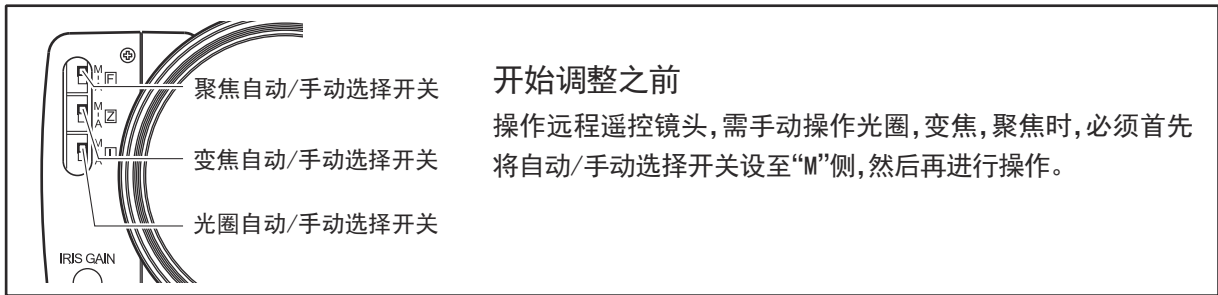 M
F
聚焦自动/手动选择开关
M
A
Z
变焦自动/手动选择开关
M
I
光圈自动/手动选择开关
IRIS GAIN
开始调整之前
操作远程遥控镜头,需手动操作光圈,变焦,聚焦时,必须首先
将自动/手动选择开关设至“M”侧,然后再进行操作。